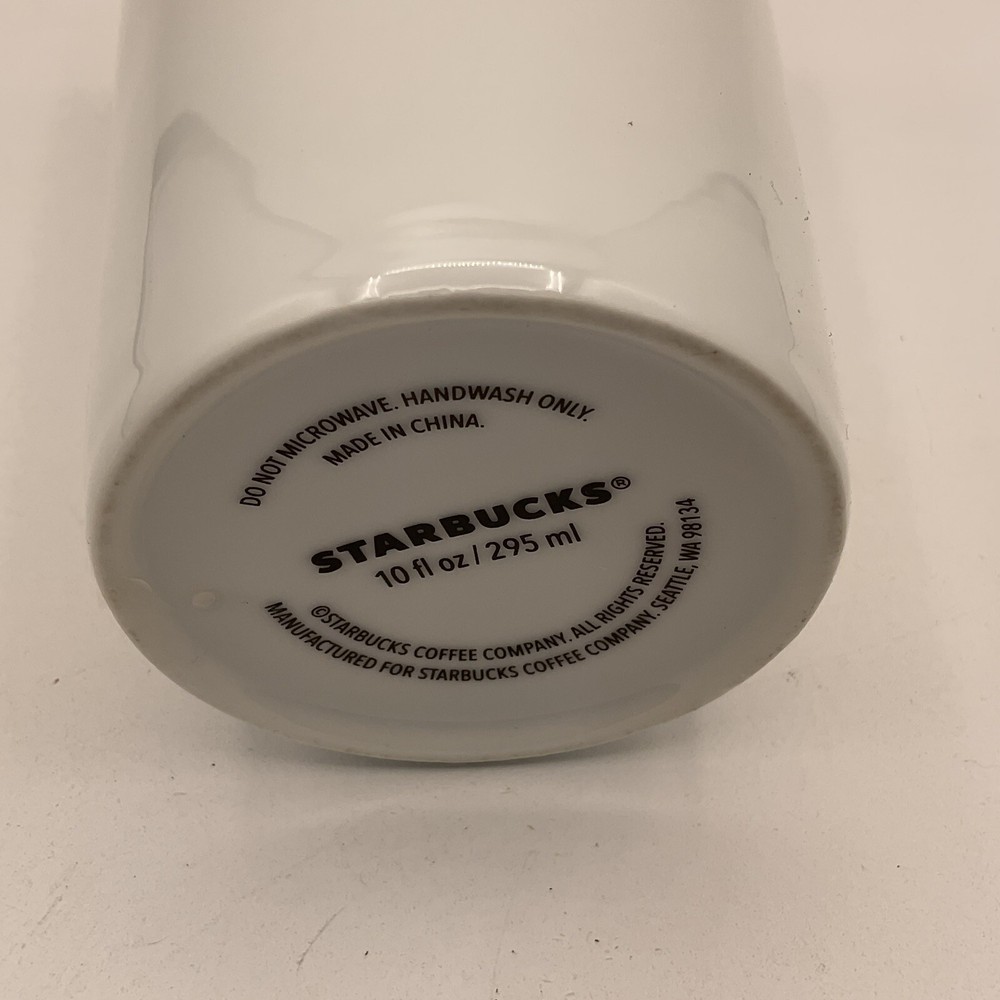 DO NOT MICROWAVE. HANDWASH ONLY.
MADE IN CHINA.
STARBUCKS®
10 fl oz / 295 ml
©STARBUCKS COFFEE COMPANY. ALL RIGHTS RESERVED.
MANUFACTURED FOR STARBUCKS COFFEE COMPANY. SEATTLE, WA 98134